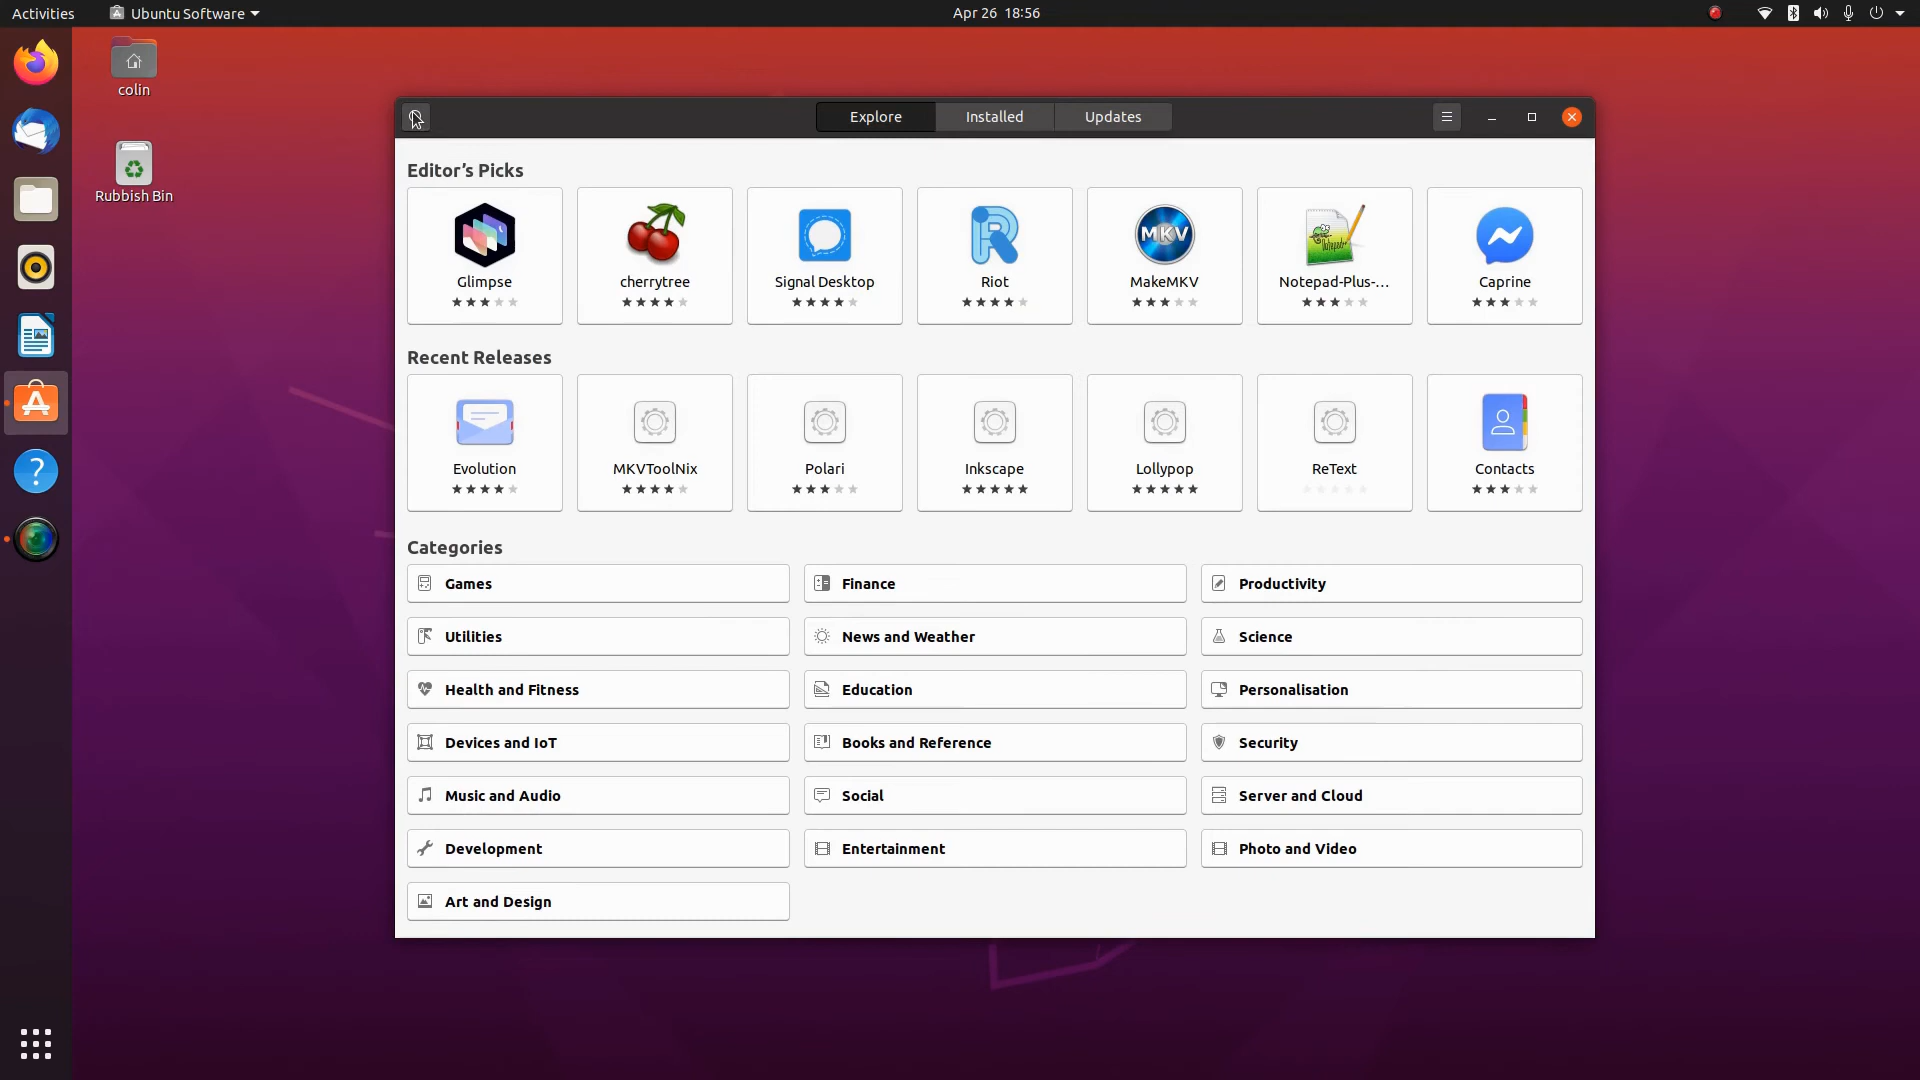 Activities
Ubuntu Software
Apr 26 18:56
colin
Rubbish Bin
Explore
Installed
Updates
Editor’s Picks
Glimpse
cherrytree
Signal Desktop
Riot
MKV
MakeMKV
Notepad-Plus-...
Caprine
Recent Releases
Evolution
MKVToolNix
Polari
Inkscape
Lollypop
ReText
Contacts
Categories
Games
Finance
Productivity
Utilities
News and Weather
Science
Health and Fitness
Education
Personalisation
Devices and IoT
Books and Reference
Security
Music and Audio
Social
Server and Cloud
Development
Entertainment
Photo and Video
Art and Design